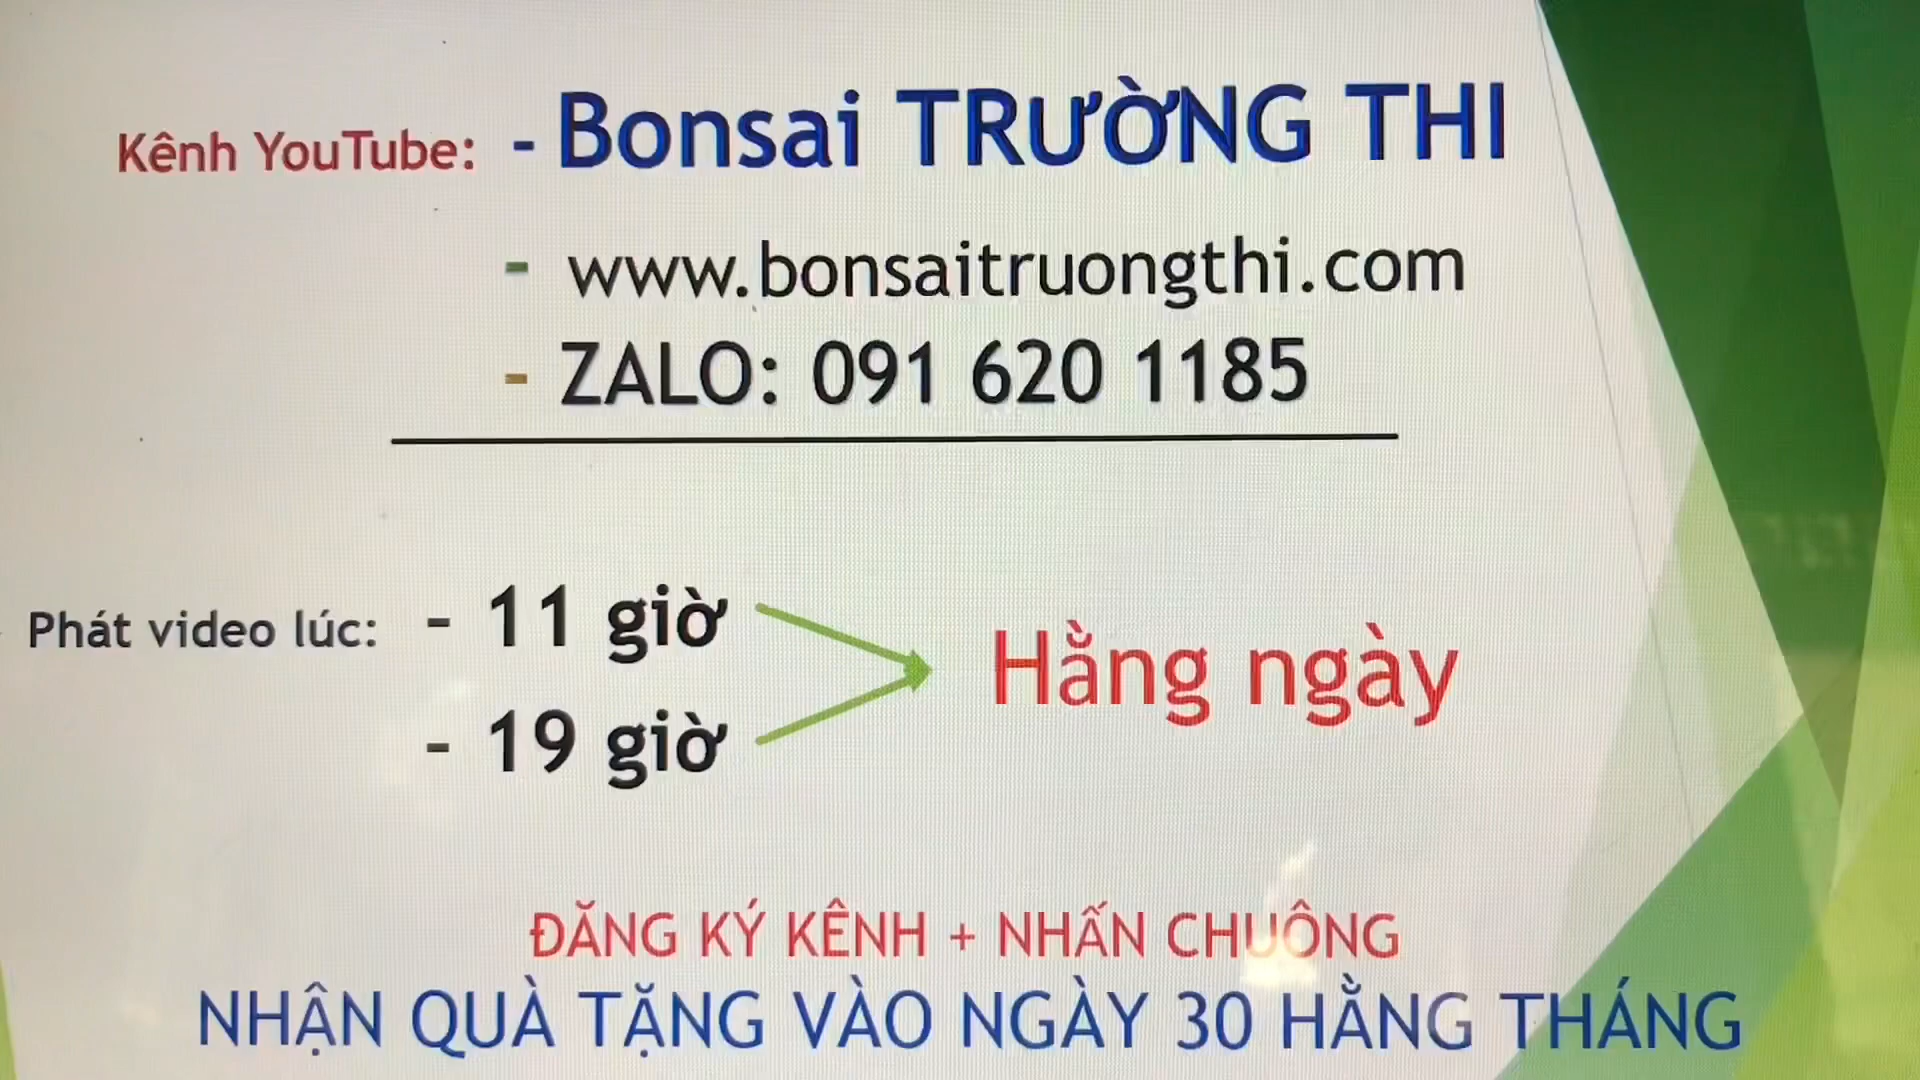 Kênh YouTube: - Bonsai TRƯỜNG THI
- www.bonsaitruongthi.com
- ZALO: 091 620 1185
Phát video lúc: - 11 giờ
- 19 giờ
Hằng ngày
ĐĂNG KÝ KÊNH + NHẤN CHUÔNG
NHẬN QUÀ TẶNG VÀO NGÀY 30 HẰNG THÁNG